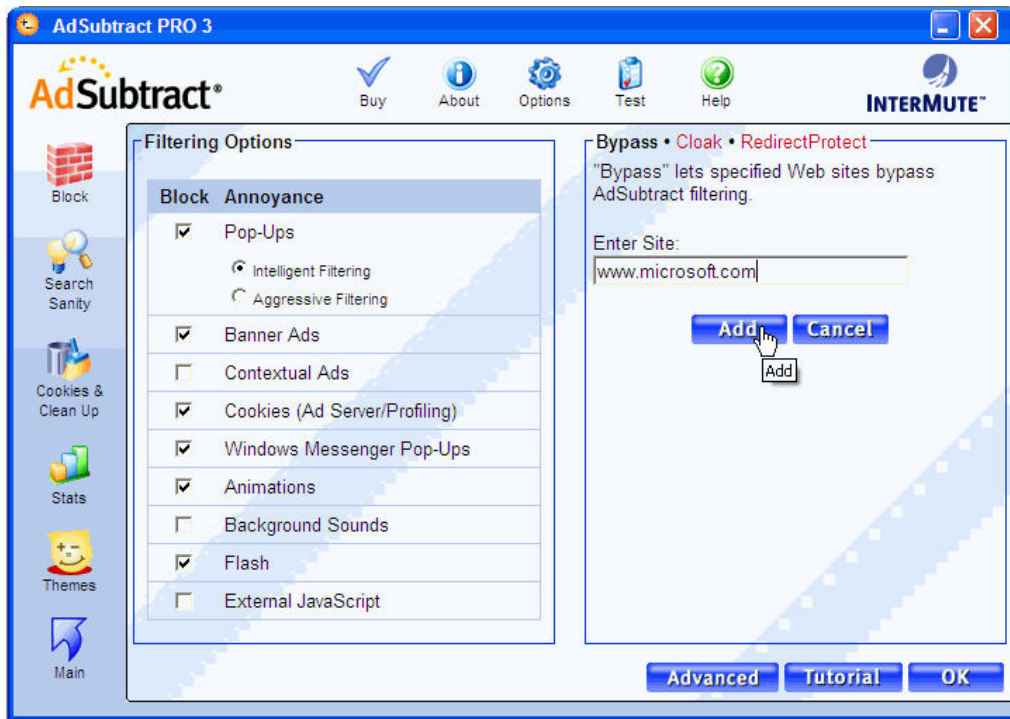 AdSubtract PRO 3
AdSubtract®
Buy
About
Options
Test
Help
INTERMUTE™
Block
Search
Sanity
Cookies &
Clean Up
Stats
Themes
Main
Filtering Options
Block Annoyance
Pop-Ups
Intelligent Filtering
Aggressive Filtering
Banner Ads
Contextual Ads
Cookies (Ad Server/Profiling)
Windows Messenger Pop-Ups
Animations
Background Sounds
Flash
External JavaScript
Bypass • Cloak • RedirectProtect
"Bypass" lets specified Web sites bypass
AdSubtract filtering.
Enter Site:
www.microsoft.com
Add Cancel
Add
Advanced Tutorial OK